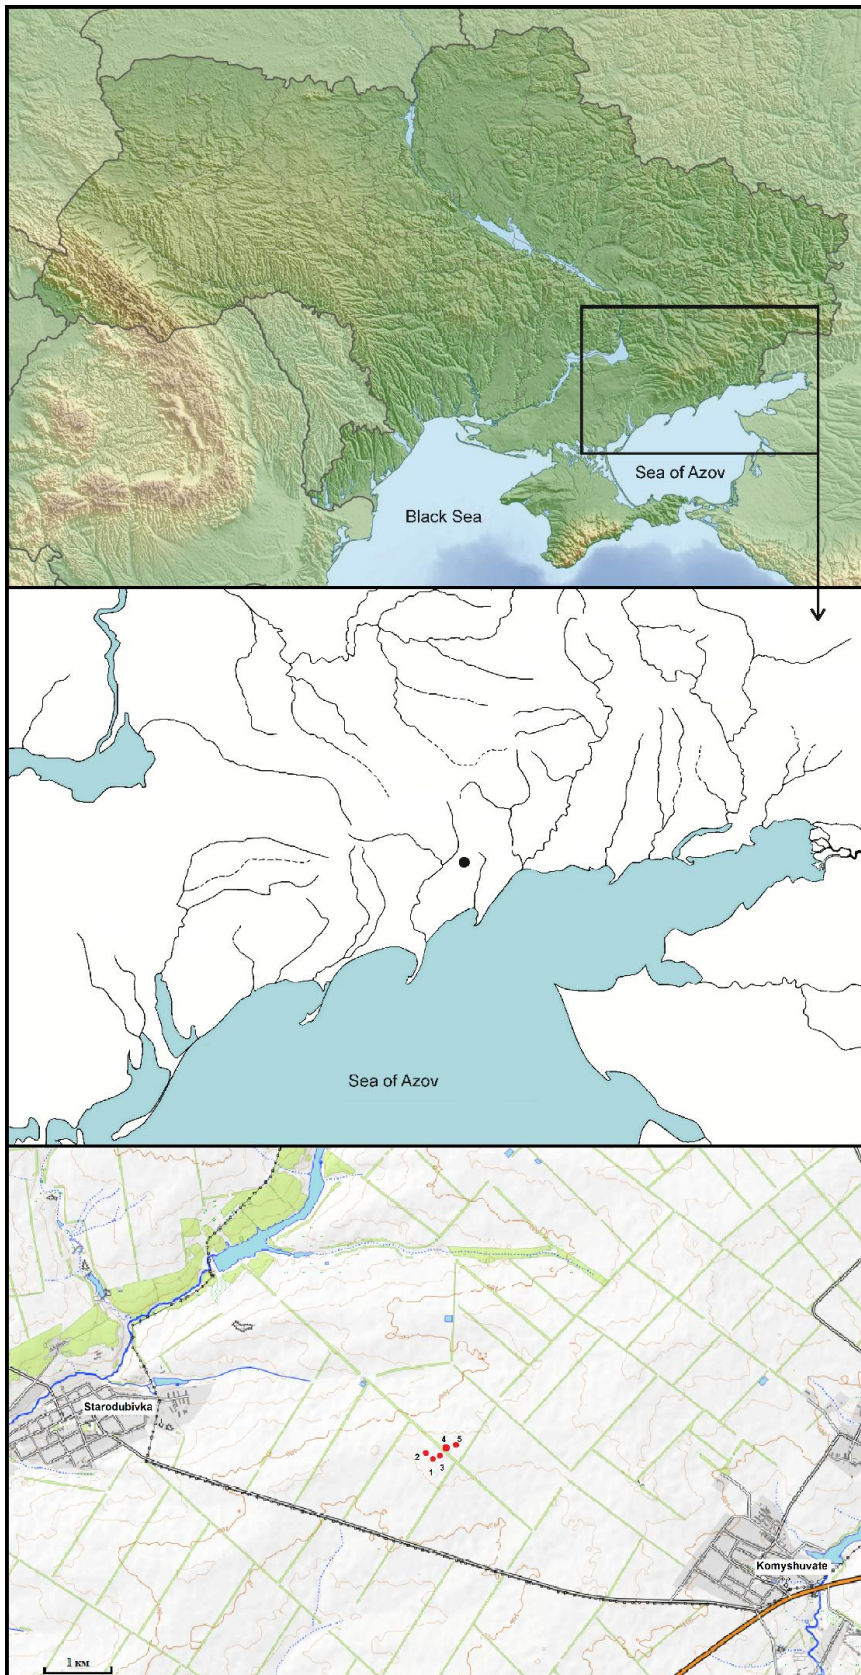 Sea of Azov
Black Sea
Sea of Azov
Starodubivka
4 5
2
1 3
Komyshuvate
1 км